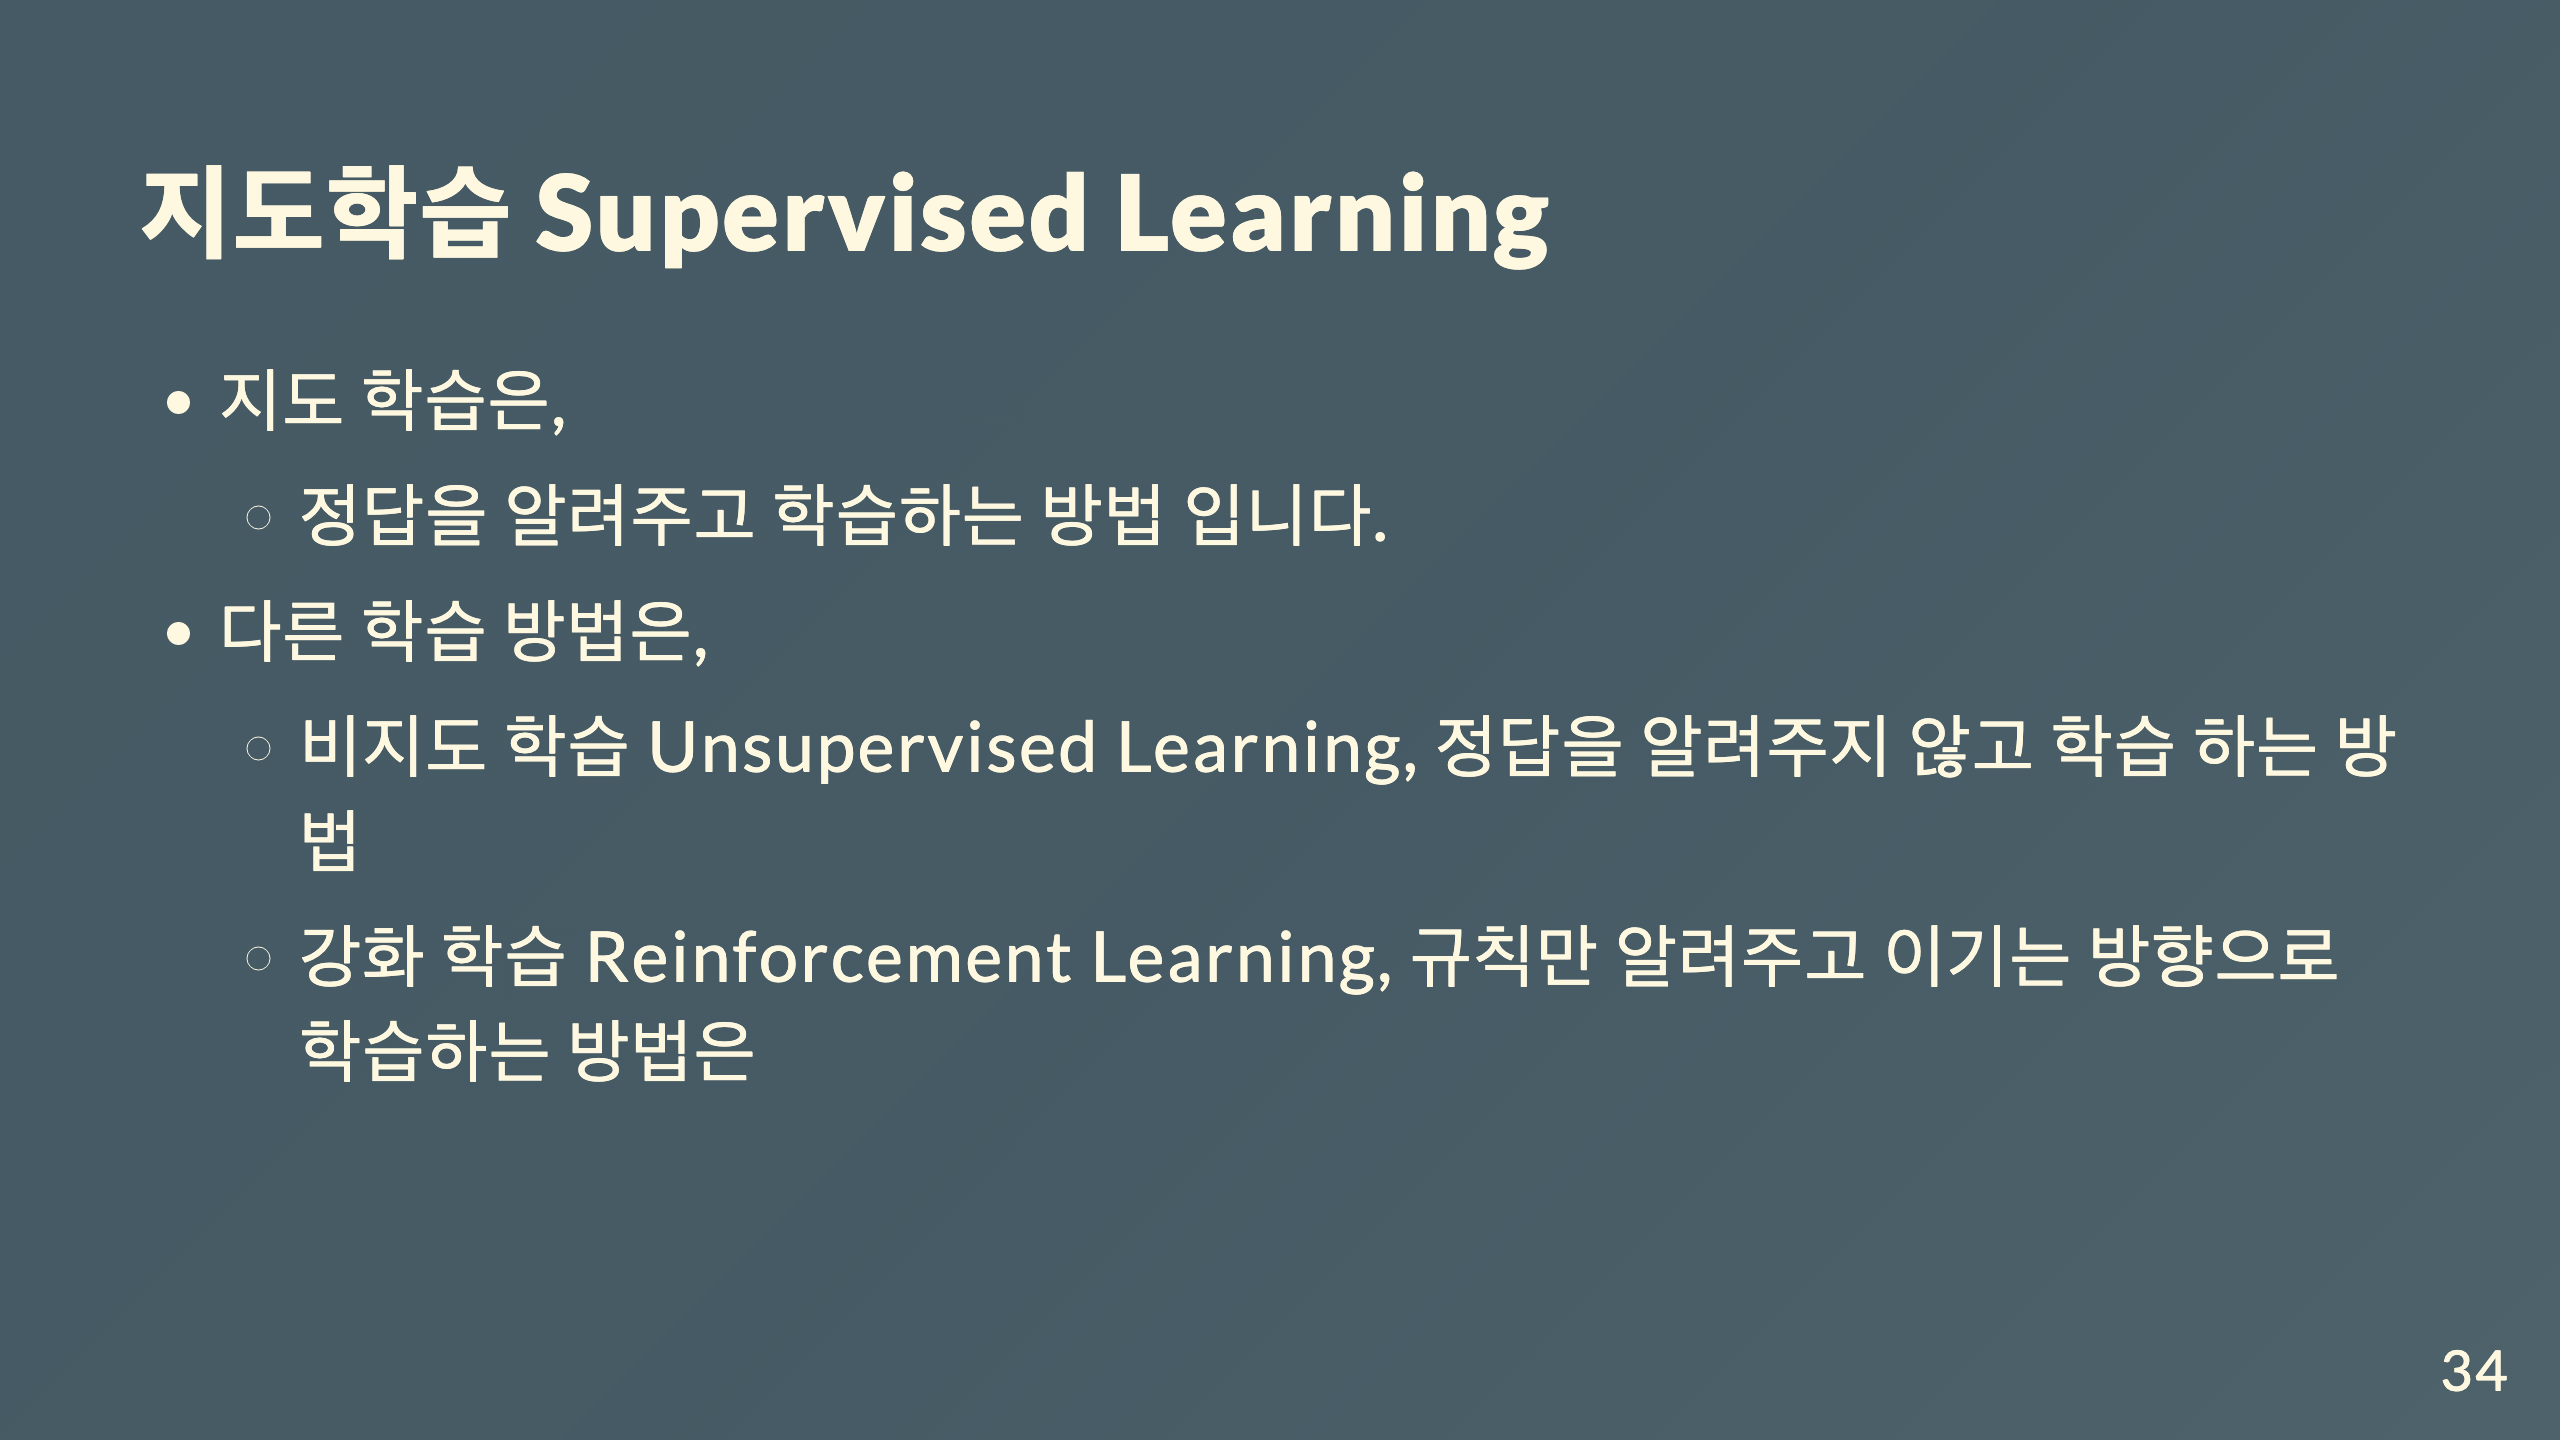 지도학습 Supervised Learning
• 지도 학습은,
○ 정답을 알려주고 학습하는 방법 입니다.
• 다른 학습 방법은,
○ 비지도 학습 Unsupervised Learning, 정답을 알려주지 않고 학습 하는 방
법
○ 강화 학습 Reinforcement Learning, 규칙만 알려주고 이기는 방향으로
학습하는 방법은
34